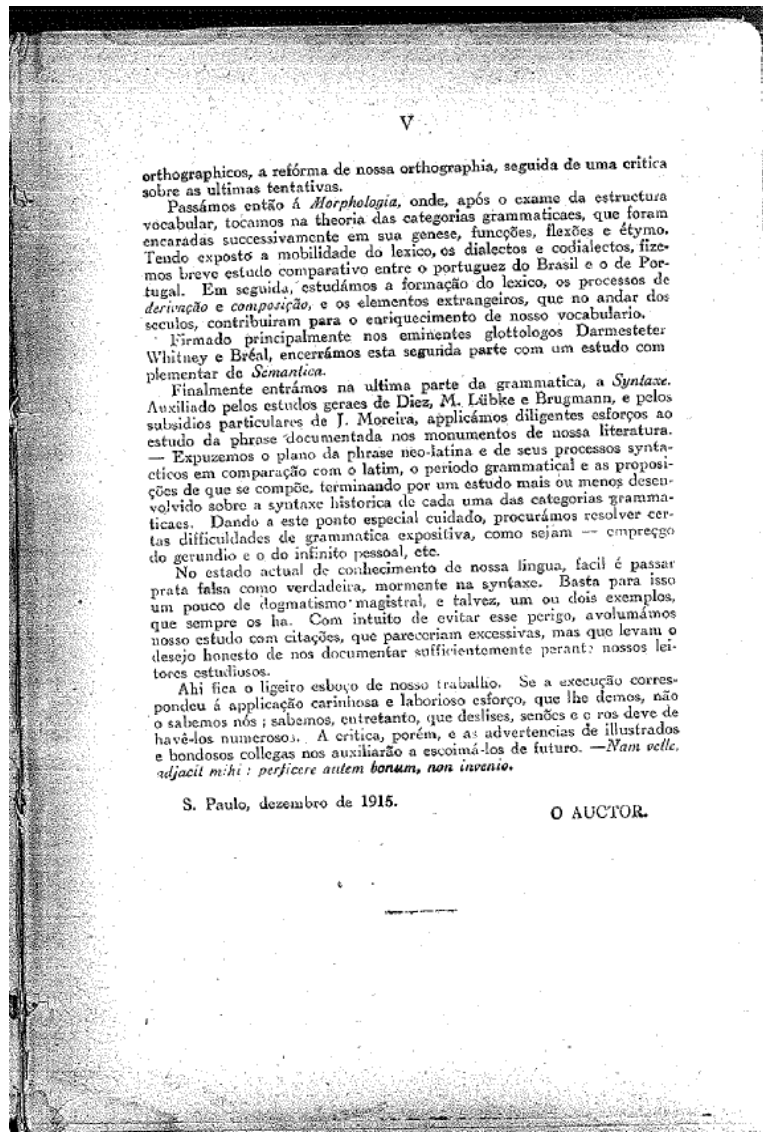 V
orthographicos, a refórma de nossa orthographia, seguida de uma critica
sobre as ultimas tentativas.
Passámos então á Morphologia, onde, após o exame da estructura
vocabular, tocamos na theoria das categorias grammaticaes, que foram
encaradas successivamente em sua genese, funcções, flexões e étymo.
Tendo exposto a mobilidade do lexico, os dialectos e codialectos, fize-
mos breve estudo comparativo entre o portuguez do Brasil e o de Por-
tugal. Em seguida, estudámos a formação do lexico, os processos de
derivação e composição, e os elementos extrangeiros, que no andar dos
seculos, contribuiram para o enriquecimento de nosso vocabulario.
Firmado principalmente nos eminentes glottologos Darmesteter
Whitney e Bréal, encerrámos esta segunda parte com um estudo com
plementar de Semantica.
Finalmente entrámos na ultima parte da grammatica, a Syntaxe.
Auxiliado pelos estudos geraes de Diez, M. Lübke e Brugmann, e pelos
subsidios particulares de J. Moreira, applicámos diligentes esforços ao
estudo da phrase documentada nos monumentos de nossa literatura.
— Expuzemos o plano da phrase neo-latina e de seus processos synta-
cticos em comparação com o latim, o periodo grammatical e as proposi-
ções de que se compõe, terminando por um estudo mais ou menos desen-
volvido sobre a syntaxe historica de cada uma das categorias gramma-
ticaes. Dando a este ponto especial cuidado, procurámos resolver cer-
tas difficuldades de grammatica expositiva, como sejam — empreggo
do gerundio e o do infinito pessoal, etc.
No estado actual de conhecimento de nossa lingua, facil é passar
prata falsa como verdadeira, mormente na syntaxe. Basta para isso
um pouco de dogmatismo magistral, e talvez, um ou dois exemplos,
que sempre os ha. Com intuito de evitar esse perigo, avolumámos
nosso estudo com citações, que pareceriam excessivas, mas que levam o
desejo honesto de nos documentar sufficientemente perante nossos lei-
tores estudiosos.
Ahi fica o ligeiro esboço de nosso trabalho. Se a execução corres-
pondeu á applicação carinhosa e laborioso esforço, que lhe demos, não
o sabemos nós ; sabemos, entretanto, que deslises, senões e e ros deve de
havê-los numerosos. A critica, porém, e as advertencias de illustrados
e bondosos collegas nos auxiliarão a escoimá-los de futuro. —Nam velle,
adjacit mihi : perficere autem bonum, non invenio.
S. Paulo, dezembro de 1915.
O AUCTOR.